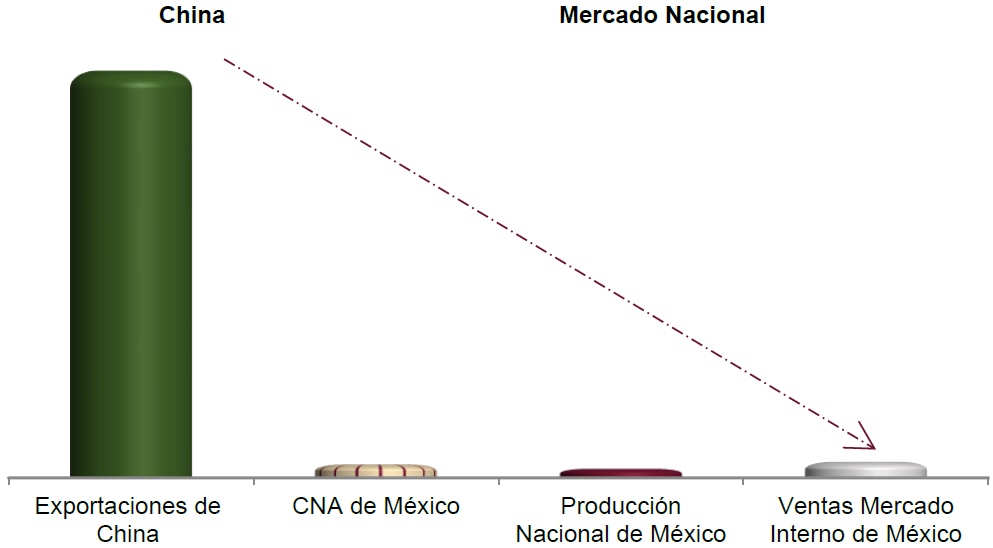 China
Mercado Nacional
Exportaciones de
China
CNA de México
Producción
Nacional de México
Ventas Mercado
Interno de México